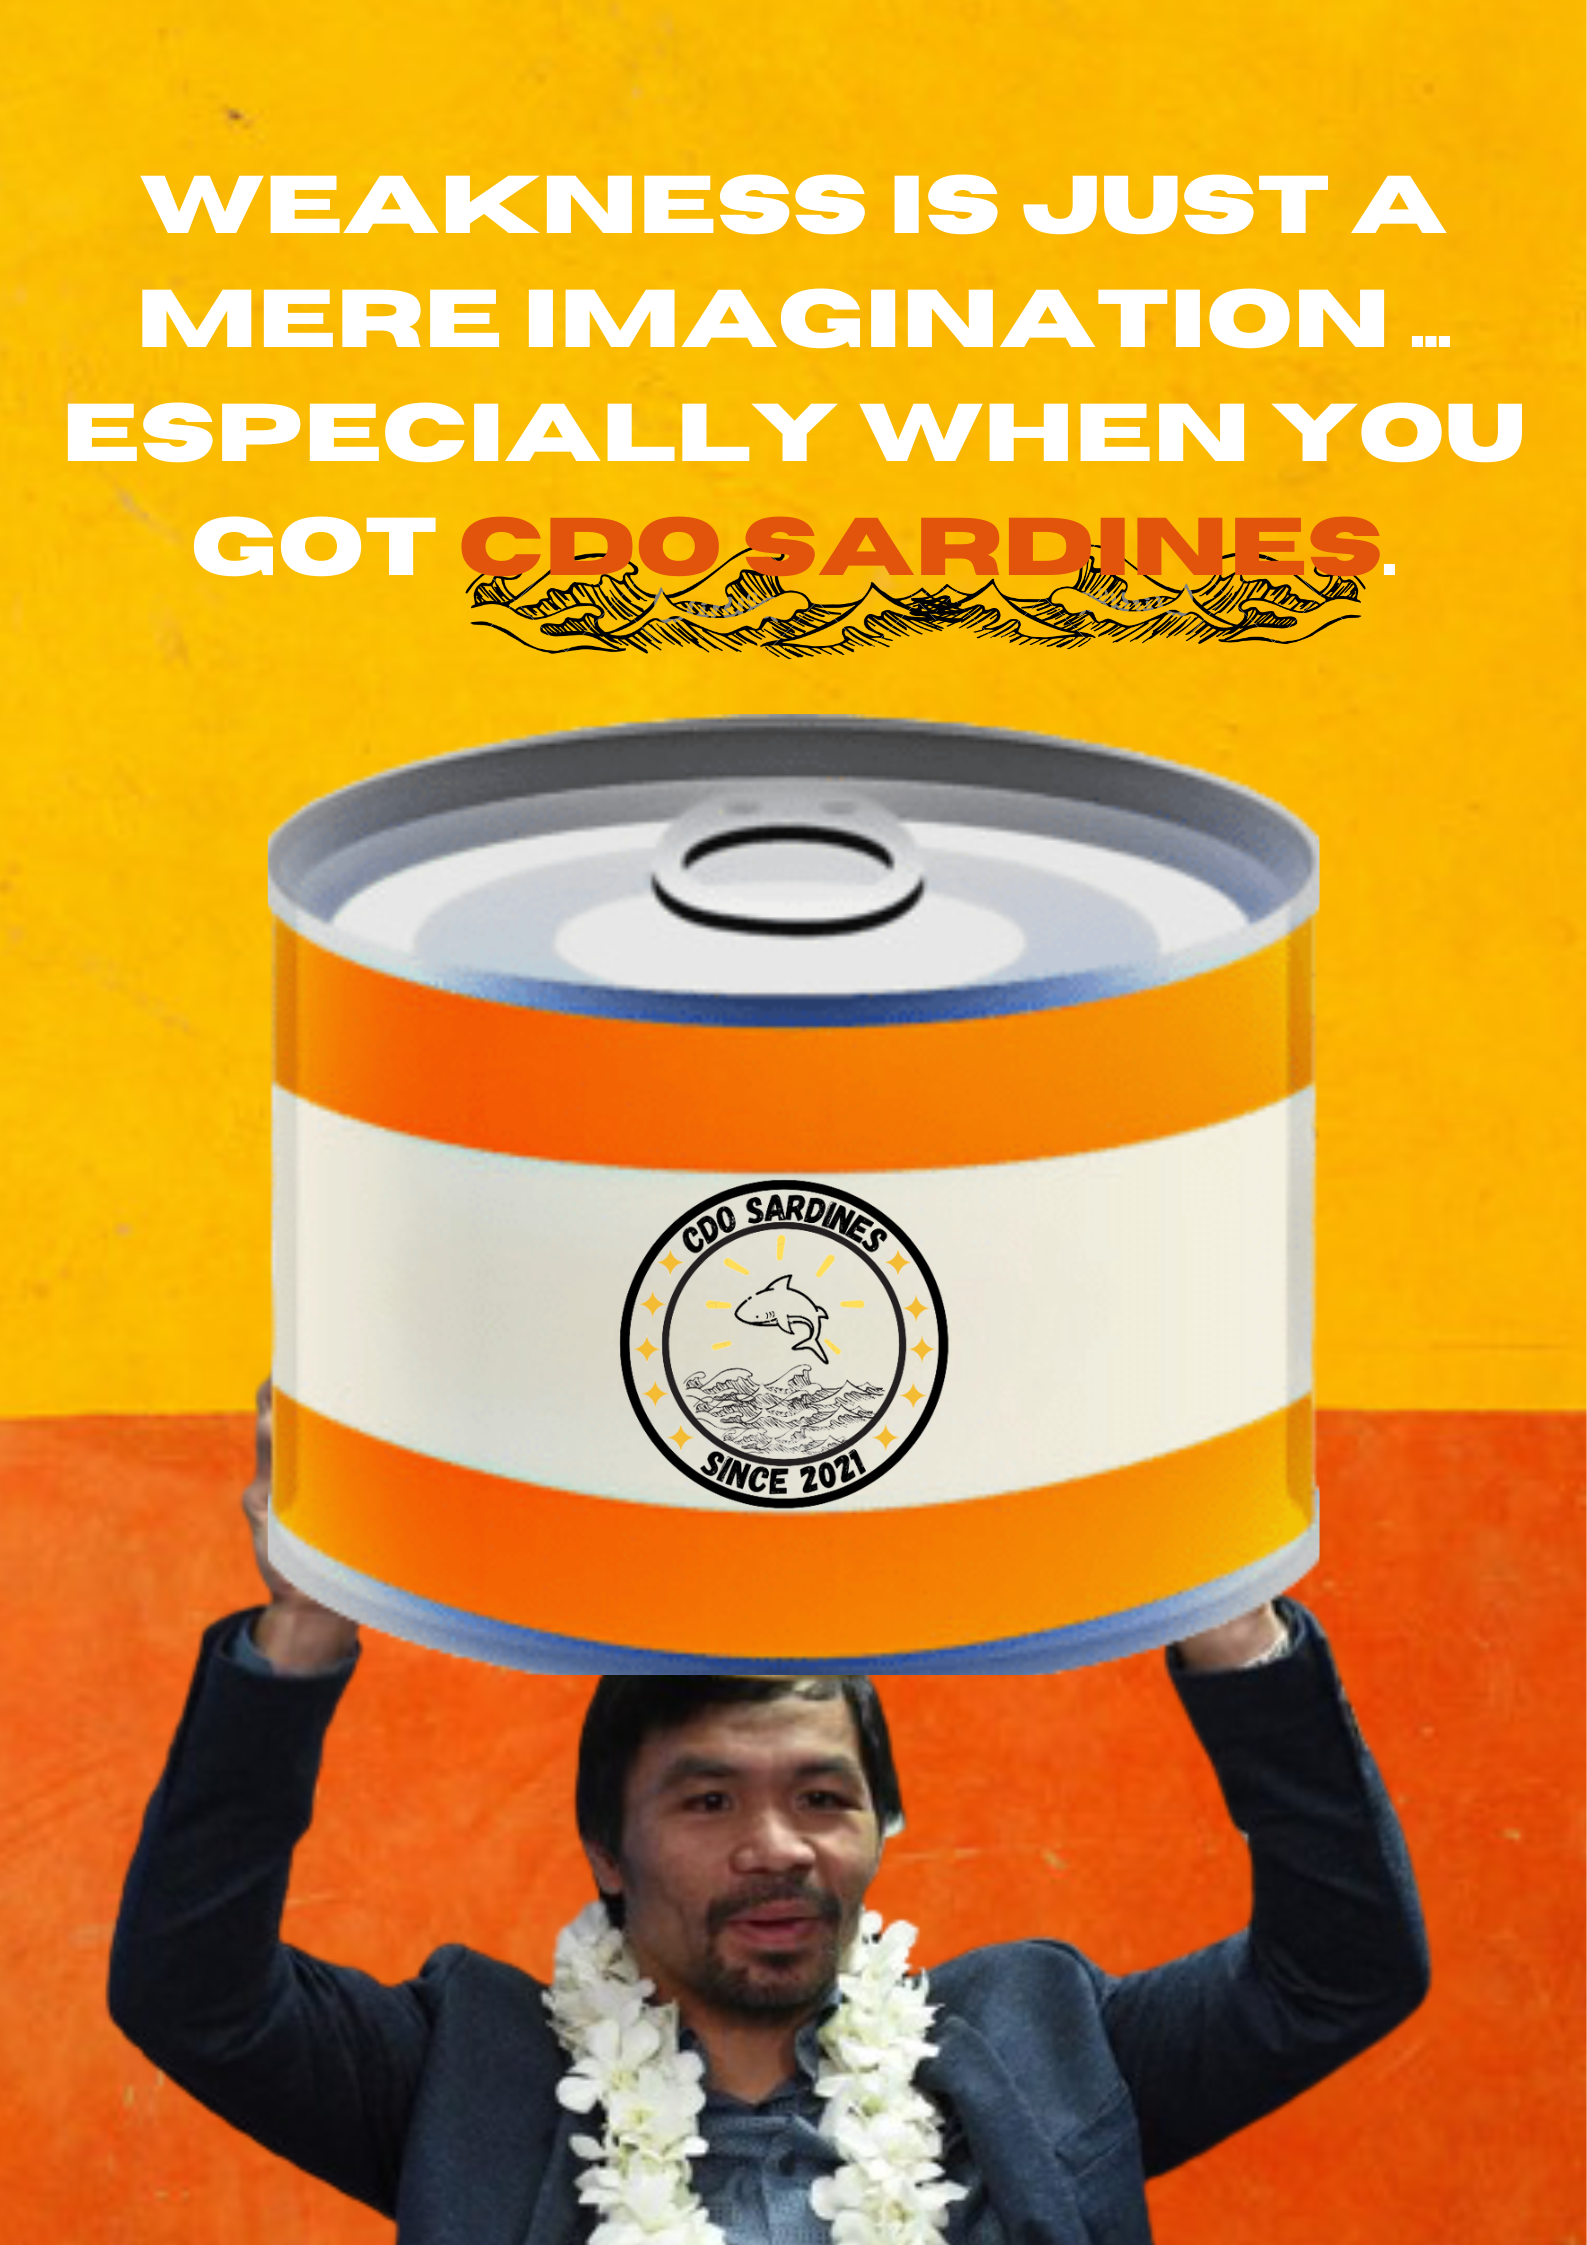 WEAKNESS IS JUST A
MERE IMAGINATION ...
ESPECIALLY WHEN YOU
GOT CDO SARDINES.
CDO SARDINES
SINCE 2021